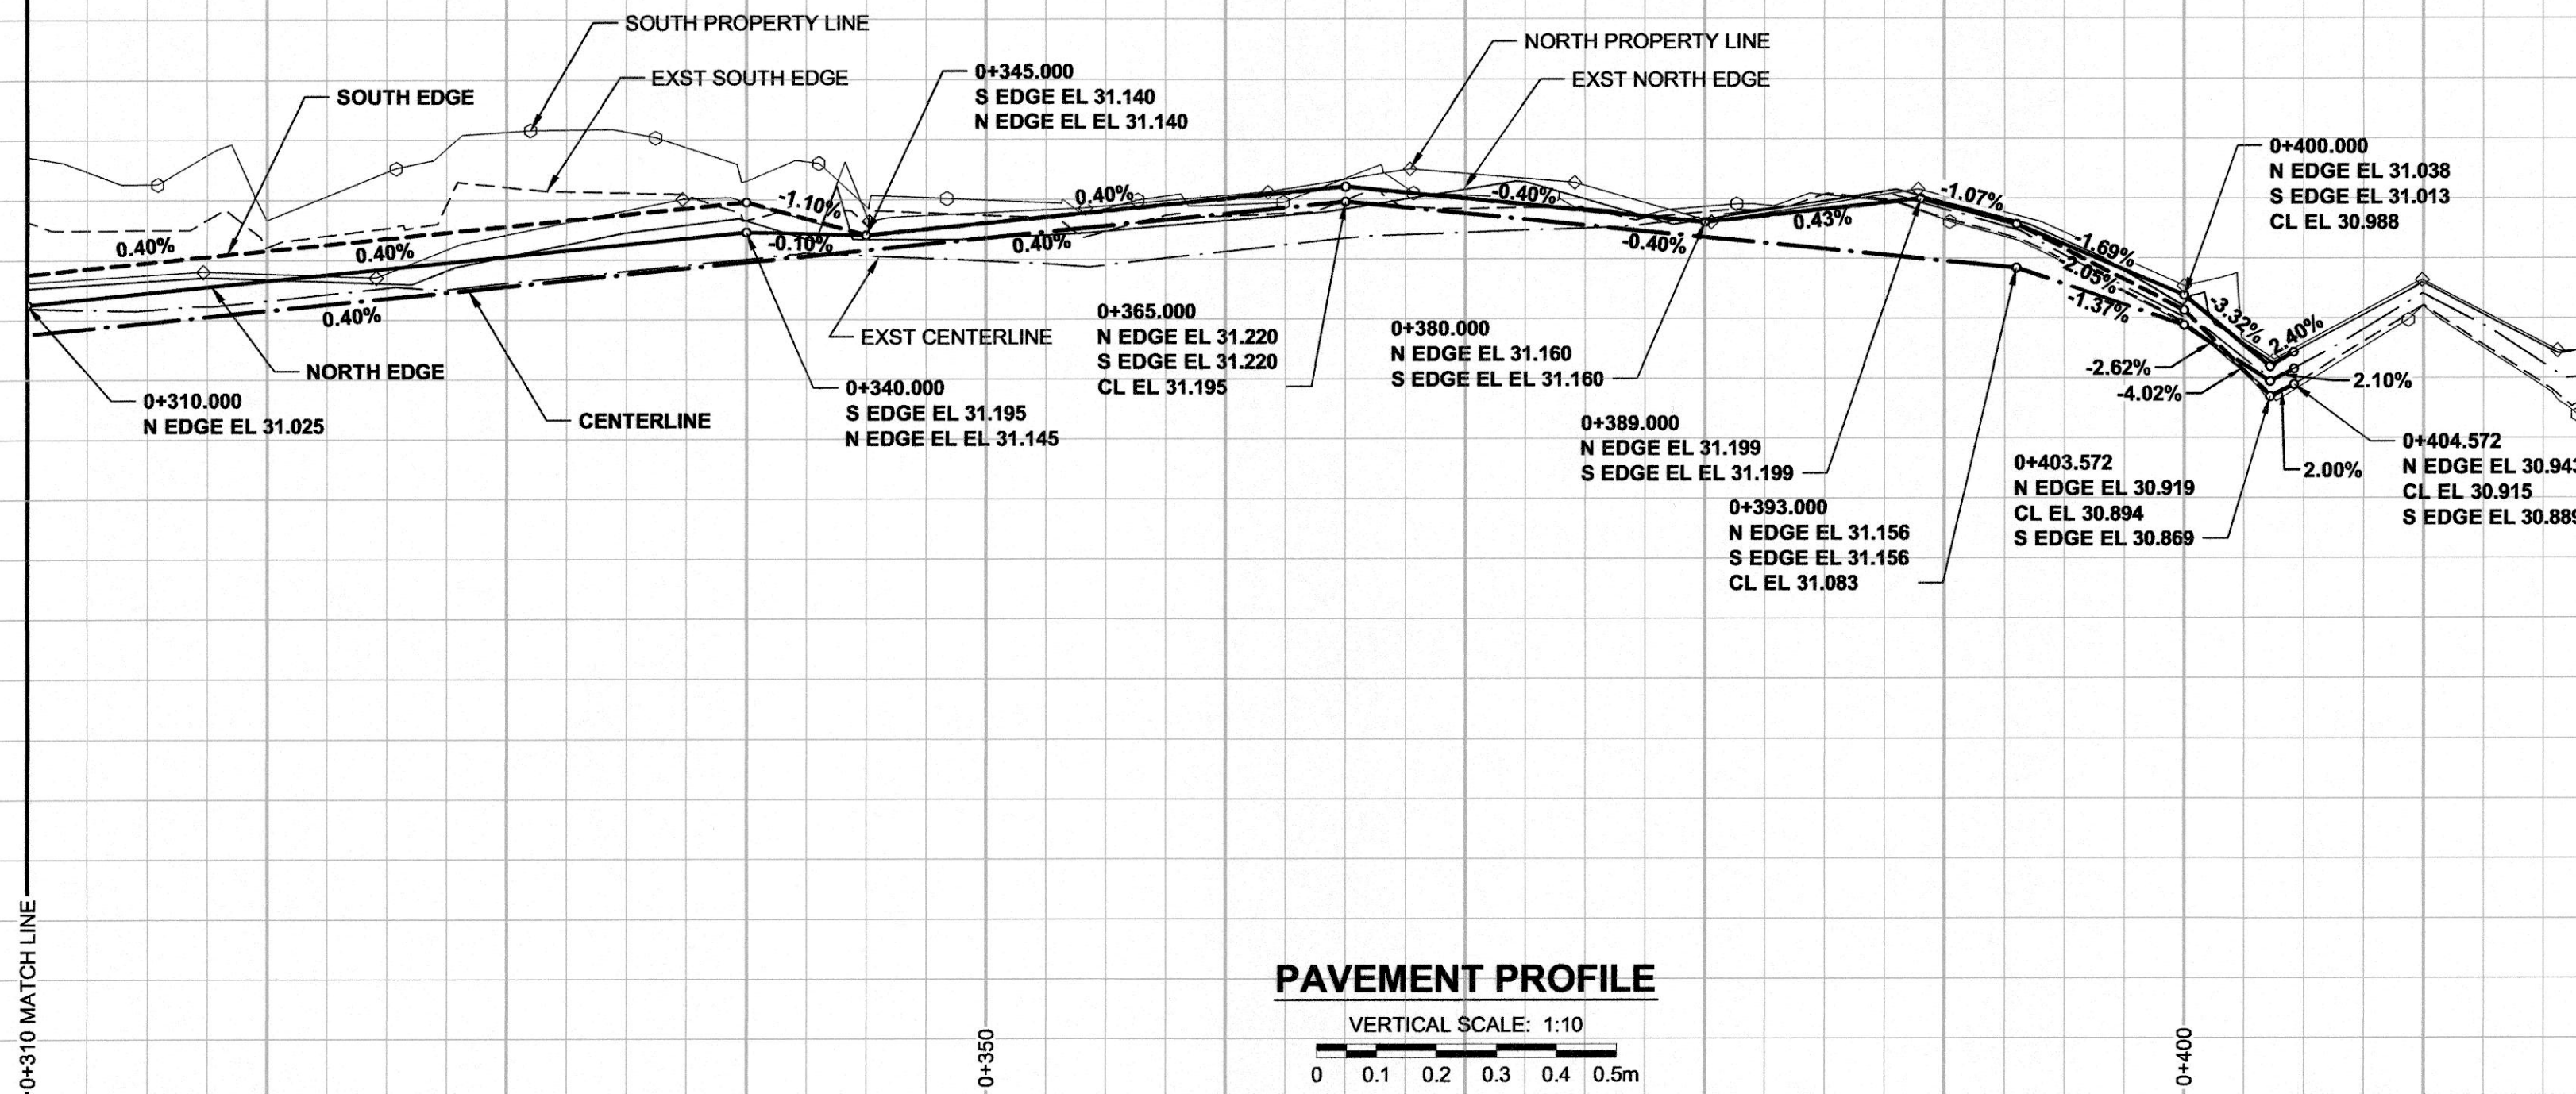 SOUTH PROPERTY LINE
EXST SOUTH EDGE
SOUTH EDGE
0+345.000
S EDGE EL 31.140
N EDGE EL EL 31.140
NORTH PROPERTY LINE
EXST NORTH EDGE
0+400.000
N EDGE EL 31.038
S EDGE EL 31.013
CL EL 30.988
0.40%
0.40%
0.40%
-1.10%
-0.10%
0.40%
0.40%
-0.40%
-0.40%
0.43%
-1.07%
-1.69%
-2.05%
-1.37%
-3.32%
2.40%
-2.62%
-4.02%
2.10%
2.00%
NORTH EDGE
0+310.000
N EDGE EL 31.025
CENTERLINE
EXST CENTERLINE
0+340.000
S EDGE EL 31.195
N EDGE EL EL 31.145
0+365.000
N EDGE EL 31.220
S EDGE EL 31.220
CL EL 31.195
0+380.000
N EDGE EL 31.160
S EDGE EL EL 31.160
0+389.000
N EDGE EL 31.199
S EDGE EL EL 31.199
0+393.000
N EDGE EL 31.156
S EDGE EL 31.156
CL EL 31.083
0+403.572
N EDGE EL 30.919
CL EL 30.894
S EDGE EL 30.869
0+404.572
N EDGE EL 30.943
CL EL 30.915
S EDGE EL 30.889
0+310 MATCH LINE
0+350
0+400
PAVEMENT PROFILE
VERTICAL SCALE: 1:10
0 0.1 0.2 0.3 0.4 0.5m